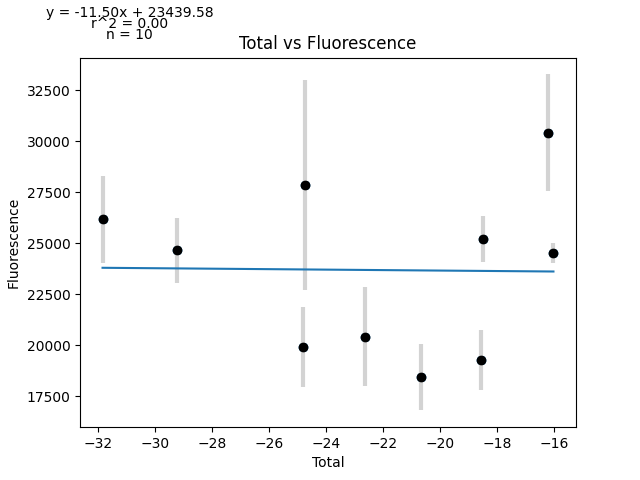 y = -11.50x + 23439.58
r^2 = 0.00
n = 10
Total vs Fluorescence
32500
30000
27500
25000
22500
20000
17500
Fluorescence
−32 −30 −28 −26 −24 −22 −20 −18 −16
Total